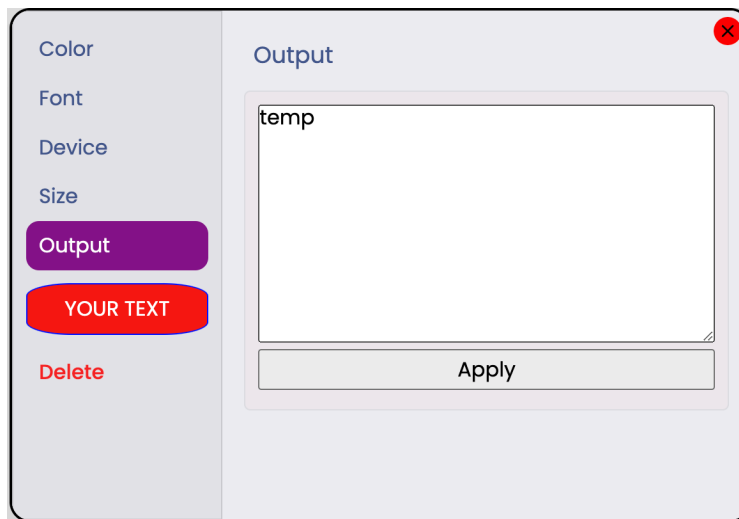 Color
Font
Device
Size
Output
YOUR TEXT
Delete
Output
temp
Apply